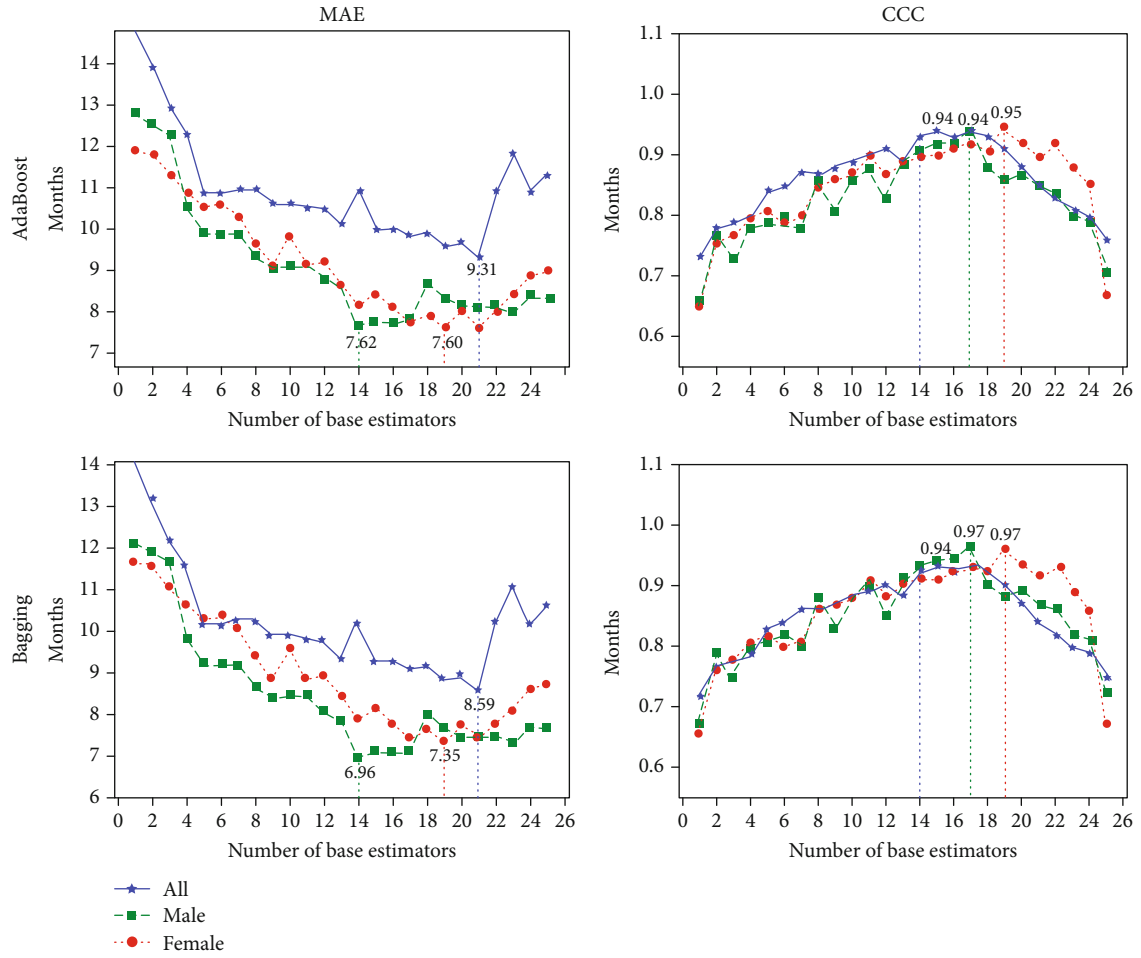 MAE
CCC
AdaBoost
Months
14
13
12
11
10
9
8
7
9.31
7.62
7.60
0 2 4 6 8 10 12 14 16 18 20 22 24
Number of base estimators
Months
1.1
1.0
0.9
0.8
0.7
0.6
0.94 0.94 0.95
0 2 4 6 8 10 12 14 16 18 20 22 24 26
Number of base estimators
Bagging
Months
14
13
12
11
10
9
8
7
6
8.59
7.35
6.96
0 2 4 6 8 10 12 14 16 18 20 22 24 26
Number of base estimators
Months
1.1
1.0
0.9
0.8
0.7
0.6
0.94 0.97 0.97
0 2 4 6 8 10 12 14 16 18 20 22 24 26
Number of base estimators
All
Male
Female